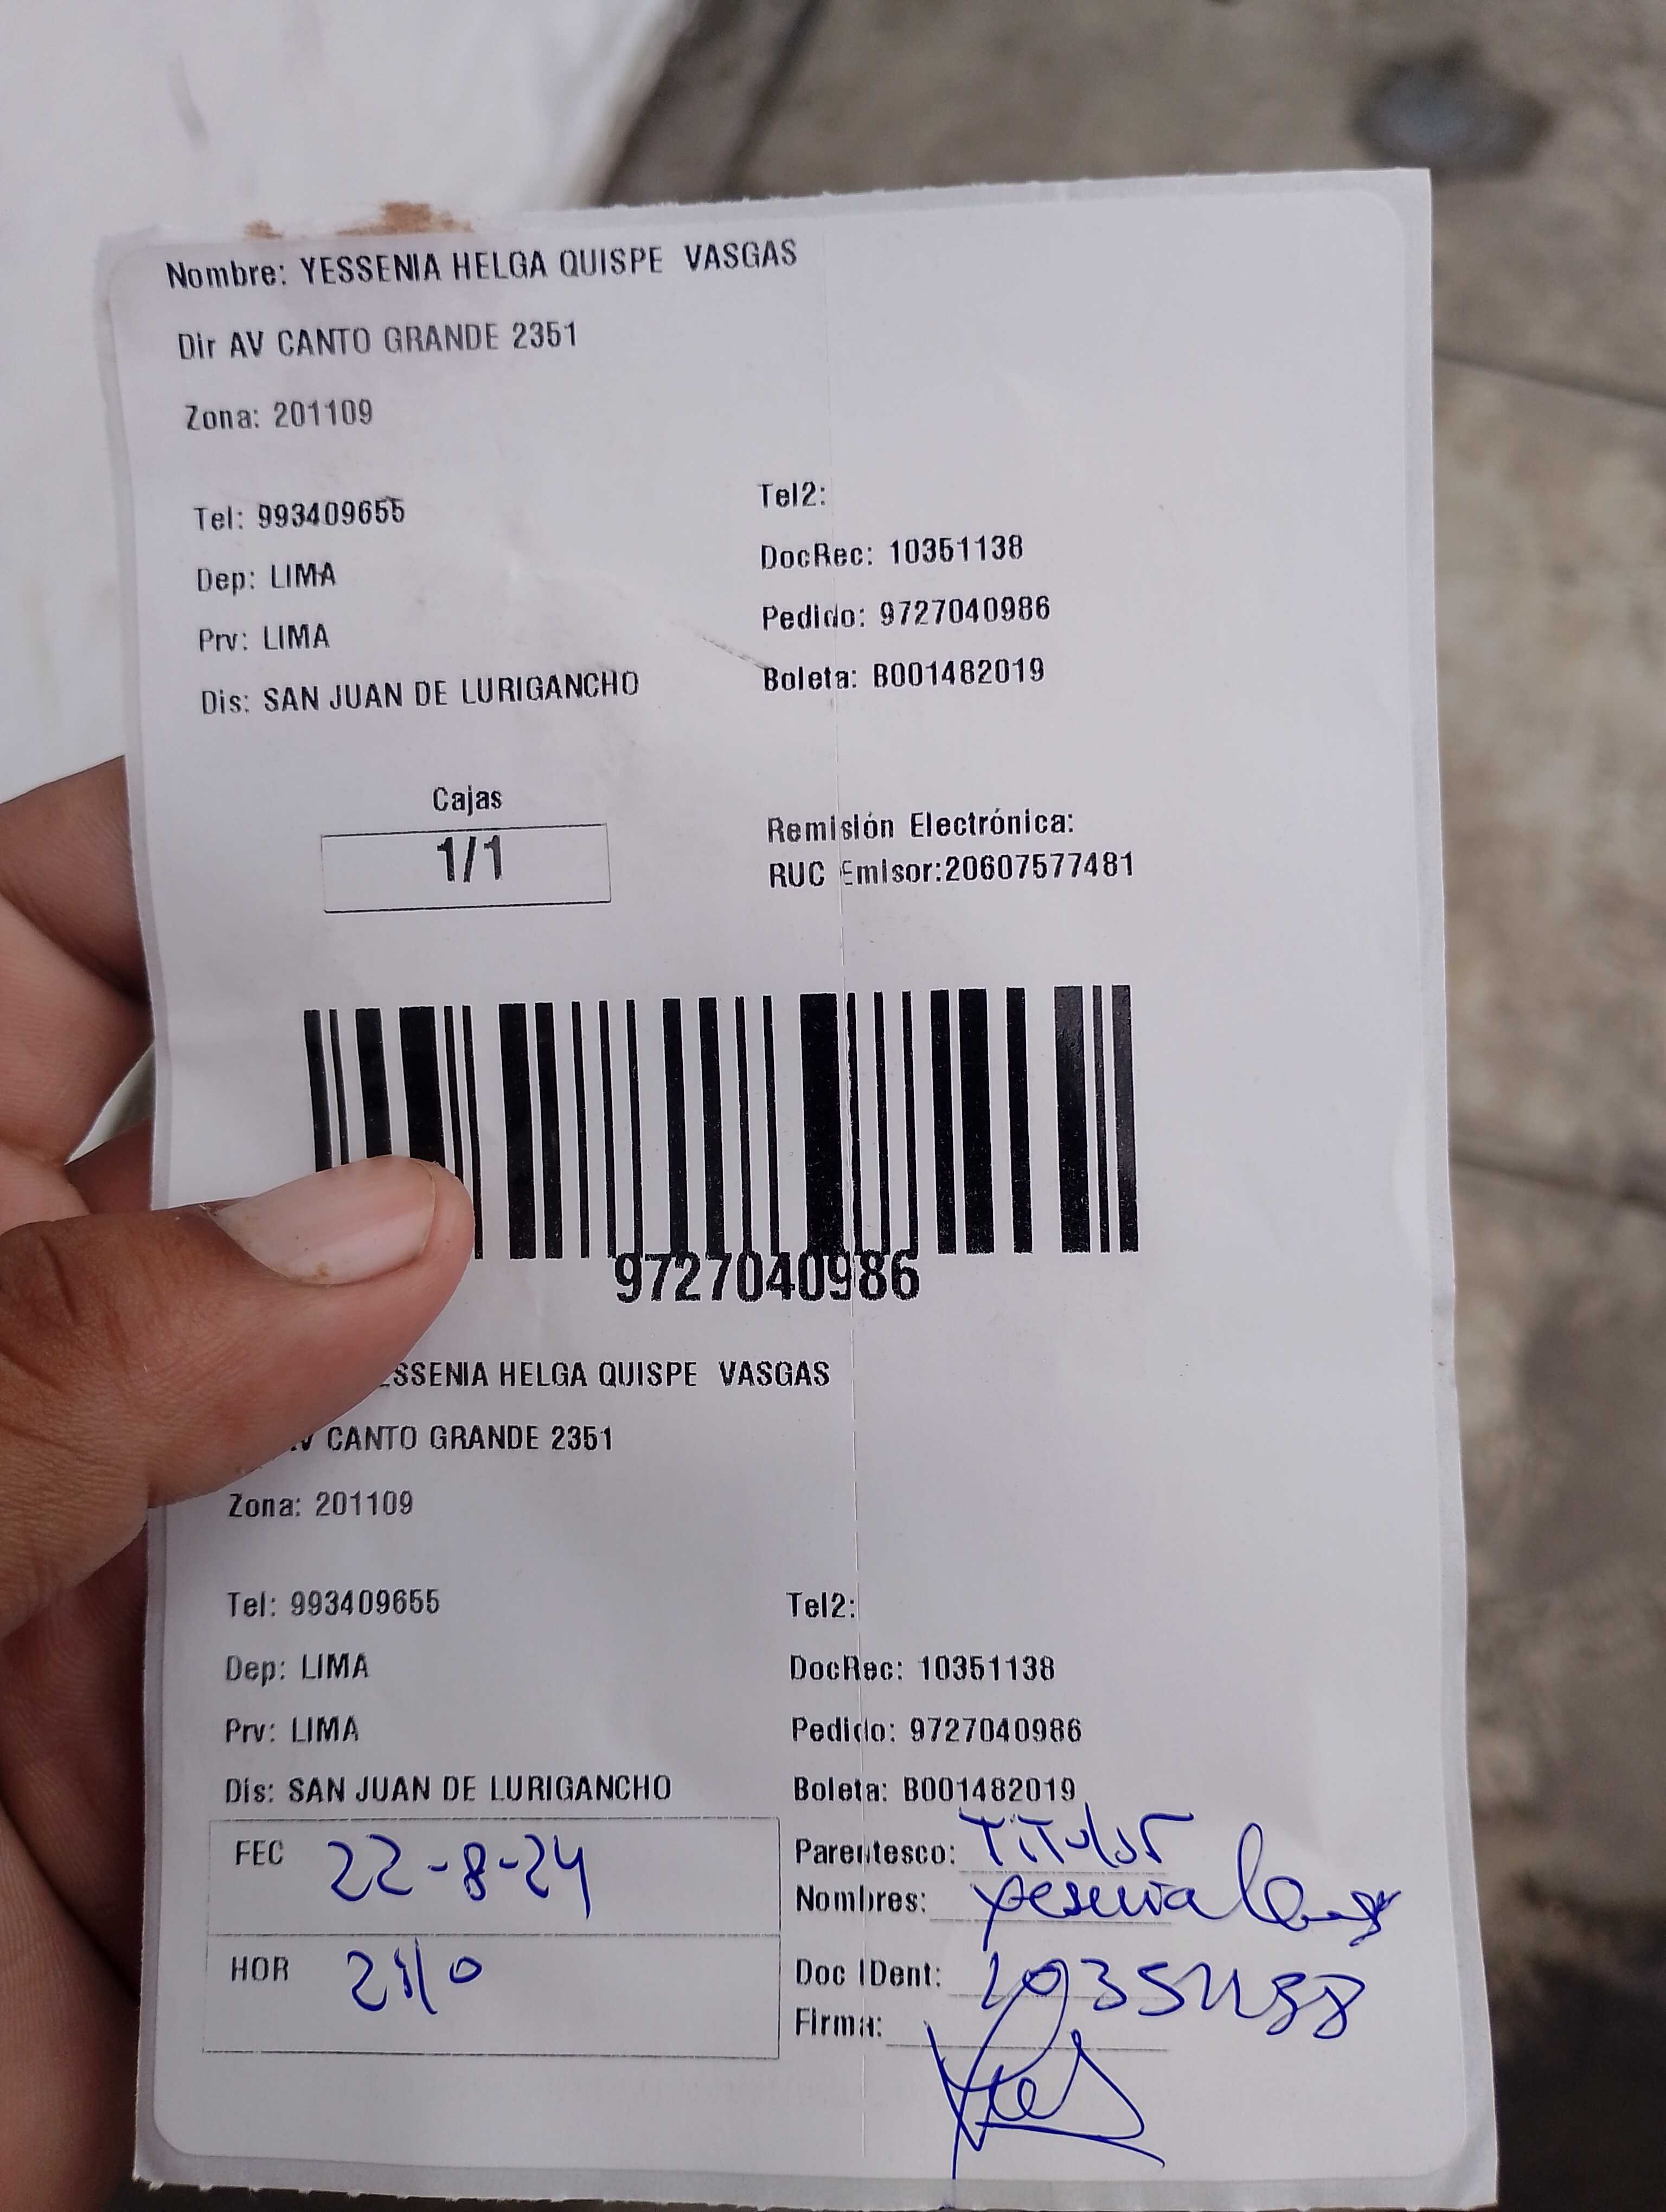 Nombre: YESSENIA HELGA QUISPE VASGAS
Dir AV CANTO GRANDE 2351
Zona: 201109
Tel: 993409655 Tel2:
Dep: LIMA DocRec: 10351138
Prv: LIMA Pedido: 9727040986
Dis: SAN JUAN DE LURIGANCHO Boleta: B001482019
Cajas
1/1
Remisión Electrónica:
RUC Emisor:20607577481
9727040986
ESSENIA HELGA QUISPE VASGAS
AV CANTO GRANDE 2351
Zona: 201109
Tel: 993409655 Tel2:
Dep: LIMA DocRec: 10351138
Prv: LIMA Pedido: 9727040986
Dis: SAN JUAN DE LURIGANCHO Boleta: B001482019
FEC 22-8-24 Parentesco: Titular
Nombres: yesenia
HOR Doc IDent:
Firma: